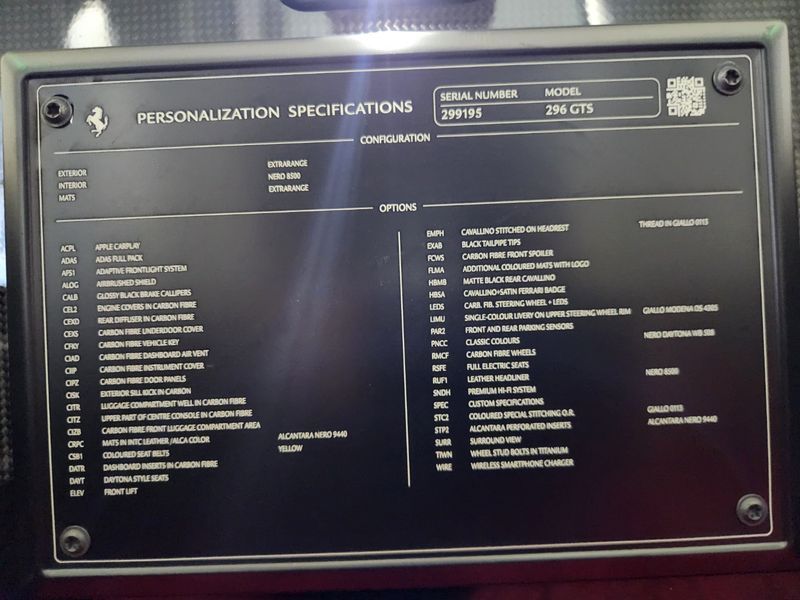 PERSONALIZATION SPECIFICATIONS
SERIAL NUMBER MODEL
299195 296 GTS
CONFIGURATION
EXTERIOR EXTRARANGE
INTERIOR NERO 8500
MATS EXTRARANGE
OPTIONS
ACPL APPLE CARPLAY
ADAS ADAS FULL PACK
AFS1 ADAPTIVE FRONTLIGHT SYSTEM
ALOG AIRBRUSHED SHIELD
CALB GLOSSY BLACK BRAKE CALLIPERS
CEL2 ENGINE COVERS IN CARBON FIBRE
CEXD REAR DIFFUSER IN CARBON FIBRE
CEXS CARBON FIBRE UNDERDOOR COVER
CFKY CARBON FIBRE VEHICLE KEY
CIAD CARBON FIBRE DASHBOARD AIR VENT
CIIP CARBON FIBRE INSTRUMENT COVER
CIPZ CARBON FIBRE DOOR PANELS
CISK EXTERIOR SILL KICK IN CARBON
CITR LUGGAGE COMPARTMENT WELL IN CARBON FIBRE
CITZ UPPER PART OF CENTRE CONSOLE IN CARBON FIBRE
CIZB CARBON FIBRE FRONT LUGGAGE COMPARTMENT AREA
CRPC MATS IN INTC LEATHER /ALCA COLOR ALCANTARA NERO 9440
CSB1 COLOURED SEAT BELTS YELLOW
DATR DASHBOARD INSERTS IN CARBON FIBRE
DAYT DAYTONA STYLE SEATS
ELEV FRONT LIFT
EMPH CAVALLINO STITCHED ON HEADREST THREAD IN GIALLO 0113
EXAB BLACK TAILPIPE TIPS
FCWS CARBON FIBRE FRONT SPOILER
FLMA ADDITIONAL COLOURED MATS WITH LOGO
HBMB MATTE BLACK REAR CAVALLINO
HBSA CAVALLINO+SATIN FERRARI BADGE
LEDS CARB. FIB. STEERING WHEEL + LEDS
LIMU SINGLE-COLOUR LIVERY ON UPPER STEERING WHEEL RIM GIALLO MODENA DS 4305
PAR2 FRONT AND REAR PARKING SENSORS
PNCC CLASSIC COLOURS NERO DAYTONA WB 508
RMCF CARBON FIBRE WHEELS
RSFE FULL ELECTRIC SEATS
RUF1 LEATHER HEADLINER NERO 8500
SNDH PREMIUM HI-FI SYSTEM
SPEC CUSTOM SPECIFICATIONS
STC2 COLOURED SPECIAL STITCHING O.R. GIALLO 0113
STP2 ALCANTARA PERFORATED INSERTS ALCANTARA NERO 9440
SURR SURROUND VIEW
TIWN WHEEL STUD BOLTS IN TITANIUM
WIRE WIRELESS SMARTPHONE CHARGER